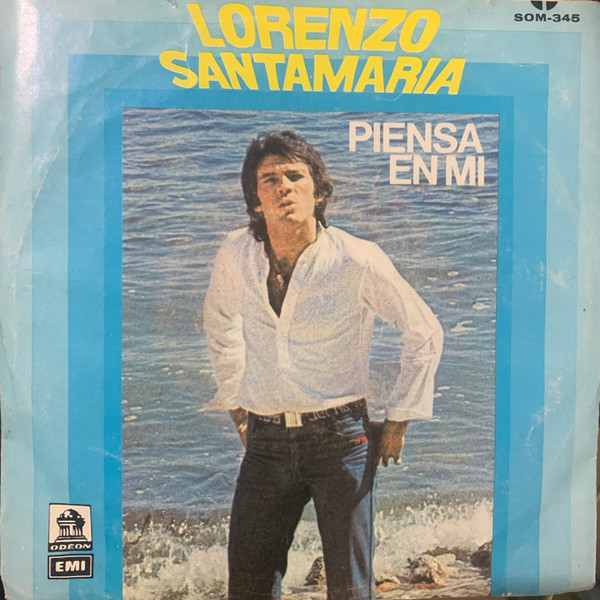 SOM-345
LORENZO
SANTAMARIA
PIENSA
EN MI
ODEON
EMI